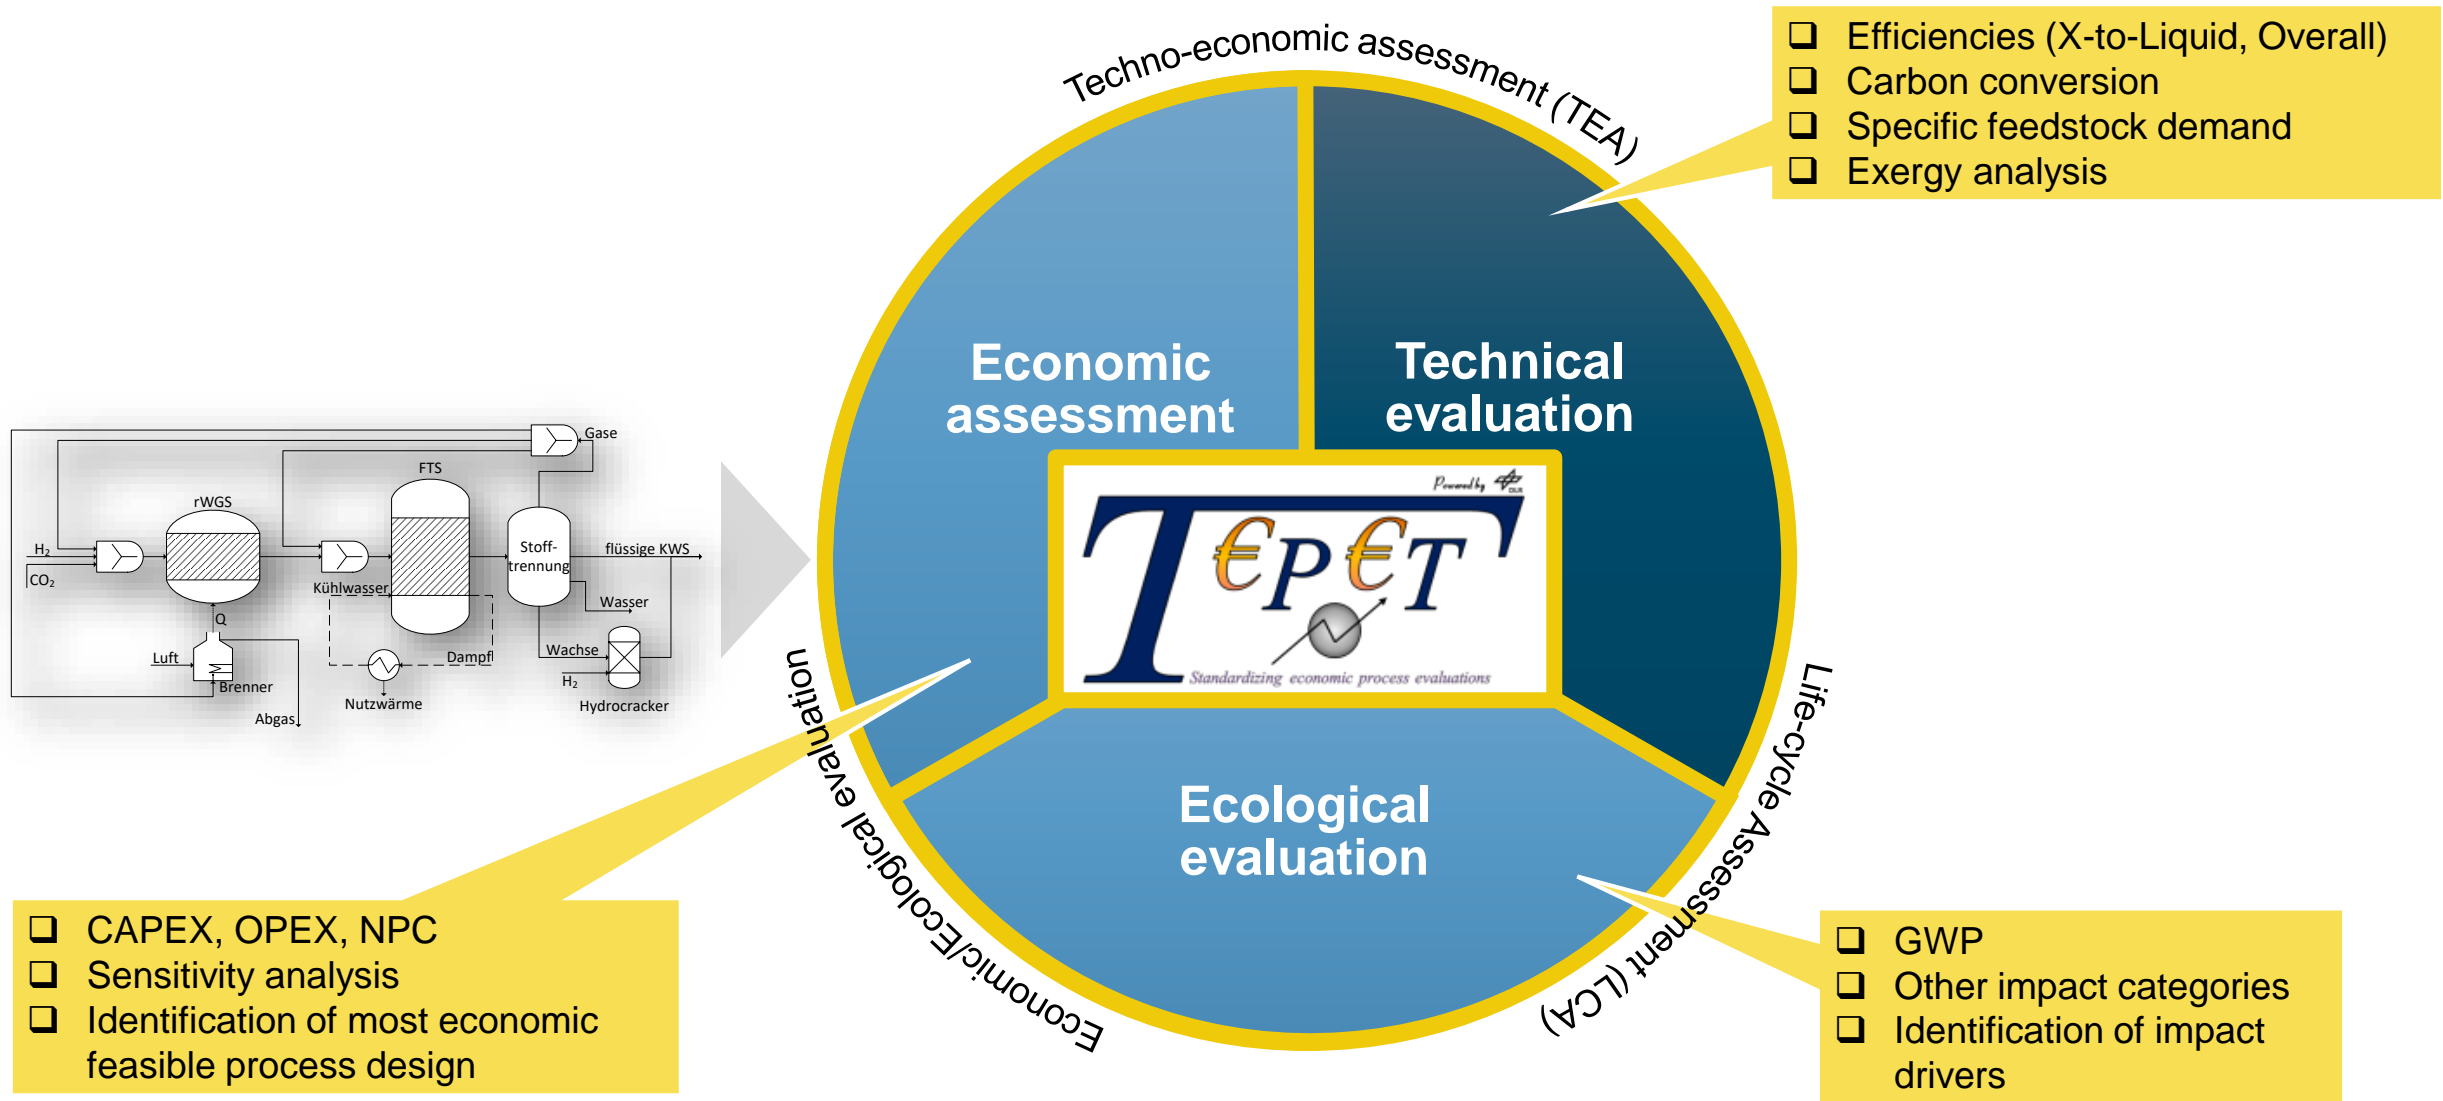 Techno-economic assessment (TEA)
❑ Efficiencies (X-to-Liquid, Overall)
❑ Carbon conversion
❑ Specific feedstock demand
❑ Exergy analysis
Economic
assessment
Technical
evaluation
Ecological
evaluation
Powered by DLR
T€P€T
Standardizing economic process evaluations
Life-cycle Assessment (LCA)
Economic/Ecological evaluation
Gase
FTS
rWGS
H₂
CO₂
Stoff-
trennung
flüssige KWS
Kühlwasser
Wasser
Q
Luft
Dampf
Wachse
Brenner
H₂
Nutzwärme
Hydrocracker
Abgas
❑ CAPEX, OPEX, NPC
❑ Sensitivity analysis
❑ Identification of most economic
feasible process design
❑ GWP
❑ Other impact categories
❑ Identification of impact
drivers